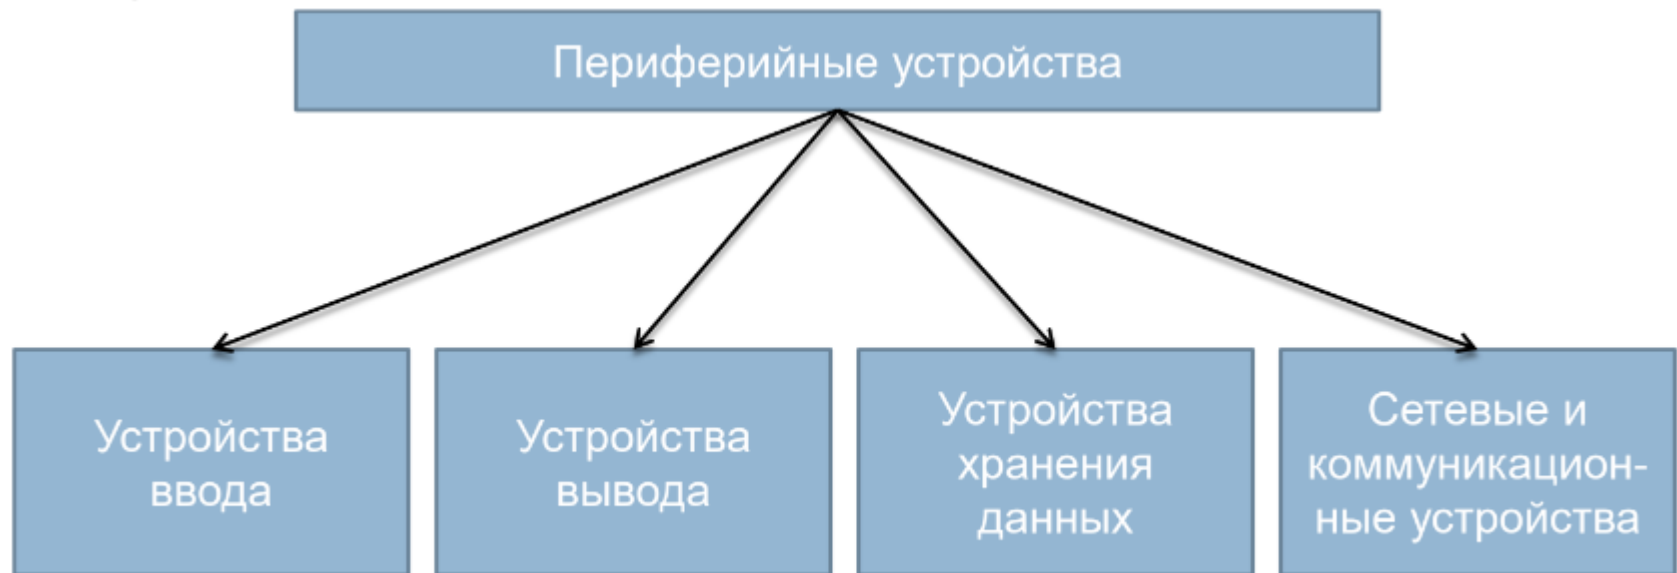 Периферийные устройства
Устройства
ввода
Устройства
вывода
Устройства
хранения
данных
Сетевые и
коммуникацион-
ные устройства